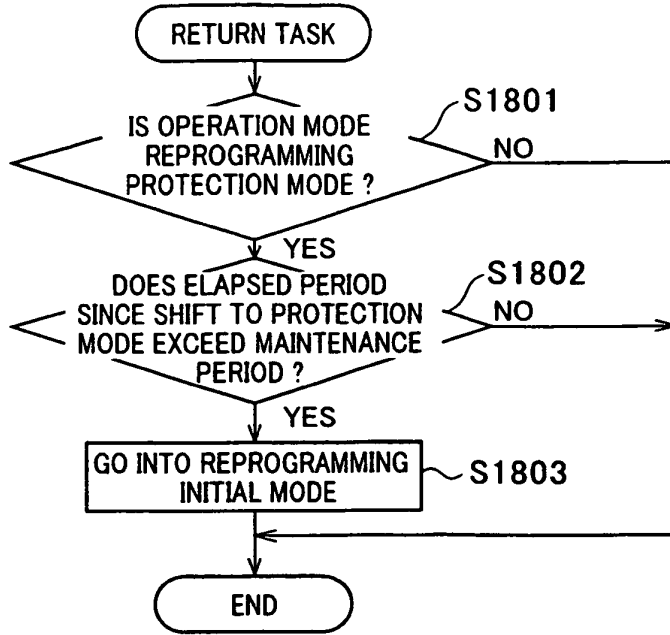 RETURN TASK
S1801
IS OPERATION MODE
REPROGRAMMING
PROTECTION MODE ?
NO
YES
S1802
DOES ELAPSED PERIOD
SINCE SHIFT TO PROTECTION
MODE EXCEED MAINTENANCE
PERIOD ?
NO
YES
GO INTO REPROGRAMMING
INITIAL MODE
S1803
END